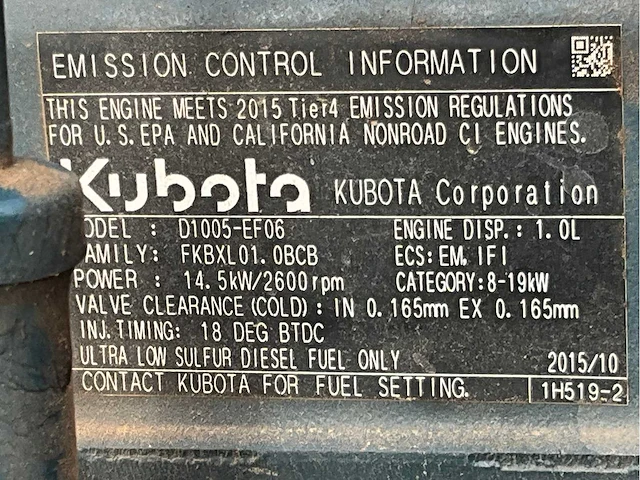 EMISSION CONTROL INFORMATION
THIS ENGINE MEETS 2015 Tier4 EMISSION REGULATIONS
FOR U.S.EPA AND CALIFORNIA NONROAD CI ENGINES.
Kubota KUBOTA Corporation
ODEL : D1005-EF06 ENGINE DISP.: 1.0L
AMILY: FKBXL01.0BCB ECS:EM.IFI
POWER : 14.5kW/2600rpm CATEGORY:8-19kW
VALVE CLEARANCE(COLD): IN 0.165mm EX 0.165mm
INJ.TIMING: 18 DEG BTDC
ULTRA LOW SULFUR DIESEL FUEL ONLY 2015/10
CONTACT KUBOTA FOR FUEL SETTING. 1H519-2